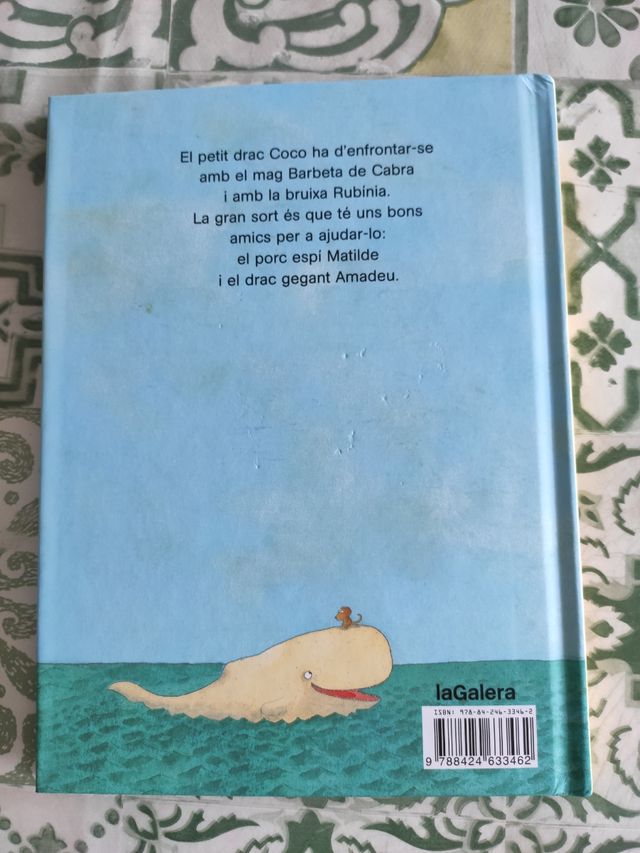 El petit drac Coco ha d'enfrontar-se
amb el mag Barbeta de Cabra
i amb la bruixa Rubínia.
La gran sort és que té uns bons
amics per a ajudar-lo:
el porc espí Matilde
i el drac gegant Amadeu.
laGalera
ISBN: 978-84-246-3346-2
9 788424 633462